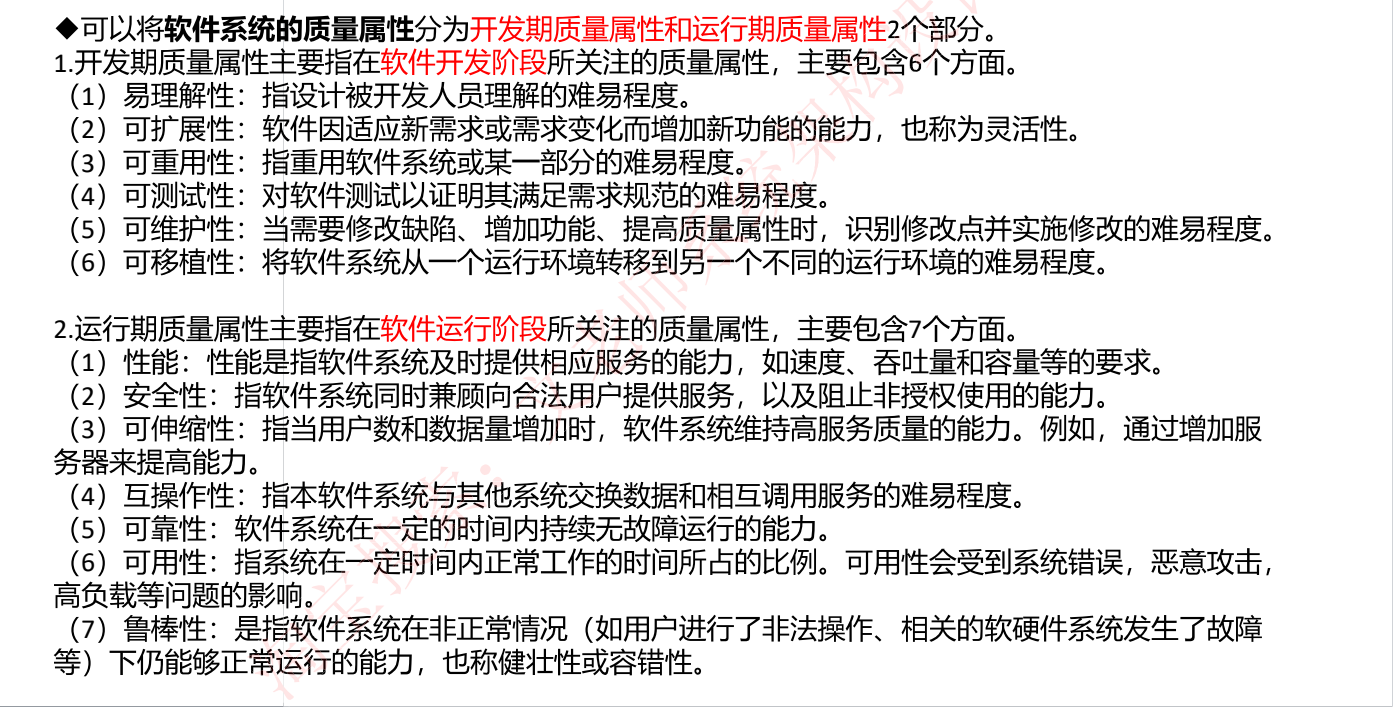 ◆可以将软件系统的质量属性分为开发期质量属性和运行期质量属性2个部分。
1.开发期质量属性主要指在软件开发阶段所关注的质量属性，主要包含6个方面。
（1）易理解性：指设计被开发人员理解的难易程度。
（2）可扩展性：软件因适应新需求或需求变化而增加新功能的能力，也称为灵活性。
（3）可重用性：指重用软件系统或某一部分的难易程度。
（4）可测试性：对软件测试以证明其满足需求规范的难易程度。
（5）可维护性：当需要修改缺陷、增加功能、提高质量属性时，识别修改点并实施修改的难易程度。
（6）可移植性：将软件系统从一个运行环境转移到另一个不同的运行环境的难易程度。
2.运行期质量属性主要指在软件运行阶段所关注的质量属性，主要包含7个方面。
（1）性能：性能是指软件系统及时提供相应服务的能力，如速度、吞吐量和容量等的要求。
（2）安全性：指软件系统同时兼顾向合法用户提供服务，以及阻止非授权使用的能力。
（3）可伸缩性：指当用户数和数据量增加时，软件系统维持高服务质量的能力。例如，通过增加服
务器来提高能力。
（4）互操作性：指本软件系统与其他系统交换数据和相互调用服务的难易程度。
（5）可靠性：软件系统在一定的时间内持续无故障运行的能力。
（6）可用性：指系统在一定时间内正常工作的时间所占的比例。可用性会受到系统错误，恶意攻击，
高负载等问题的影响。
（7）鲁棒性：是指软件系统在非正常情况（如用户进行了非法操作、相关的软硬件系统发生了故障
等）下仍能够正常运行的能力，也称健壮性或容错性。
淘宝搜索：